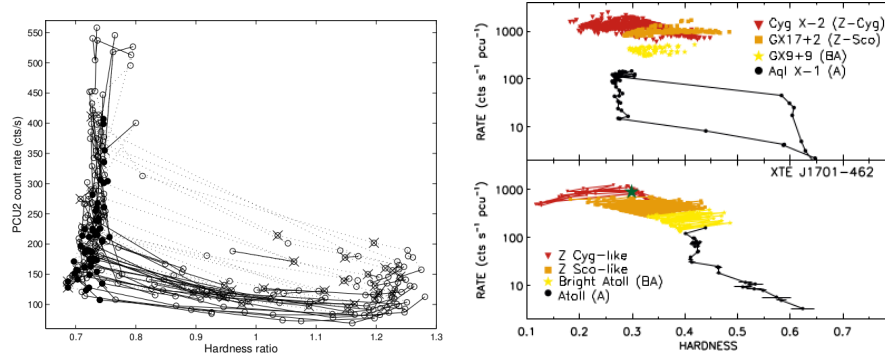 550
500
450
400
350
300
250
200
150
100
PCU2 count rate (cts/s)
0.7 0.8 0.9 1.0 1.1 1.2 1.3
Hardness ratio
1000
100
10
RATE (cts s⁻¹ pcu⁻¹)
Cyg X-2 (Z-Cyg)
GX17+2 (Z-Sco)
GX9+9 (BA)
Aql X-1 (A)
XTE J1701-462
1000
100
10
RATE (cts s⁻¹ pcu⁻¹)
Z Cyg-like
Z Sco-like
Bright Atoll (BA)
Atoll (A)
0.1 0.2 0.3 0.4 0.5 0.6 0.7
HARDNESS